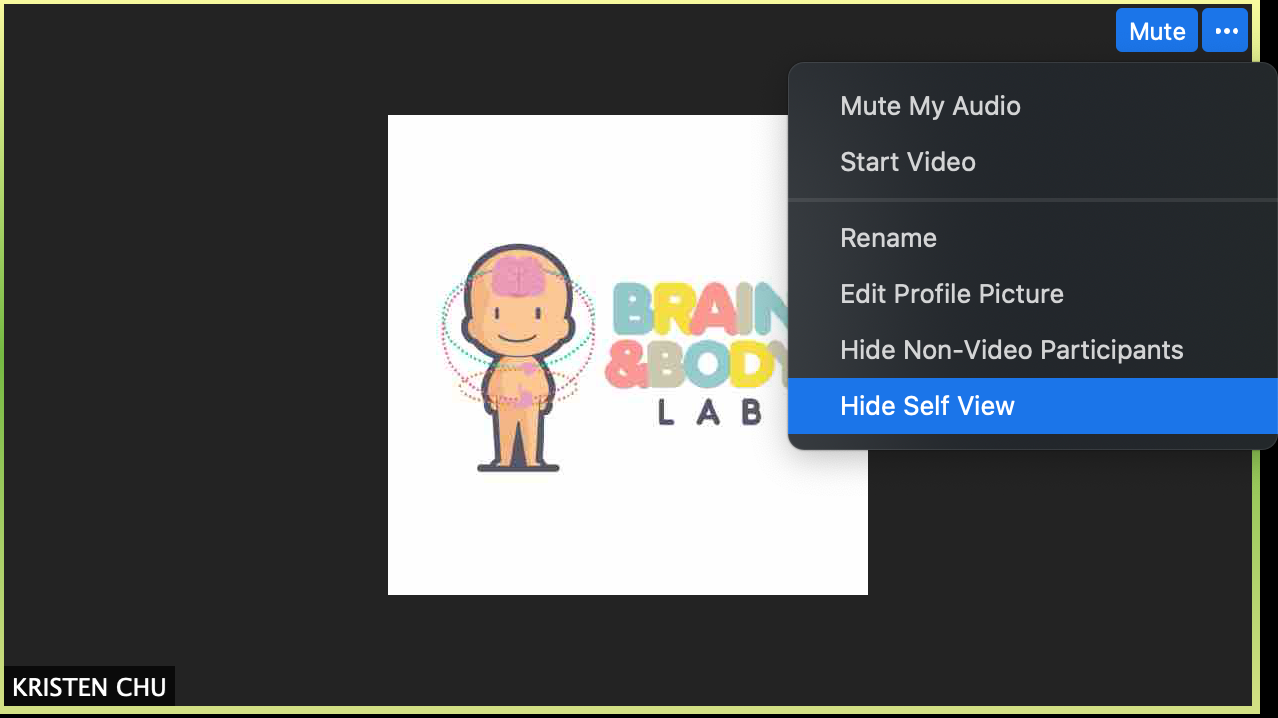 Mute
Mute My Audio
Start Video
Rename
Edit Profile Picture
Hide Non-Video Participants
Hide Self View
BRAIN
&BODY
LAB
KRISTEN CHU